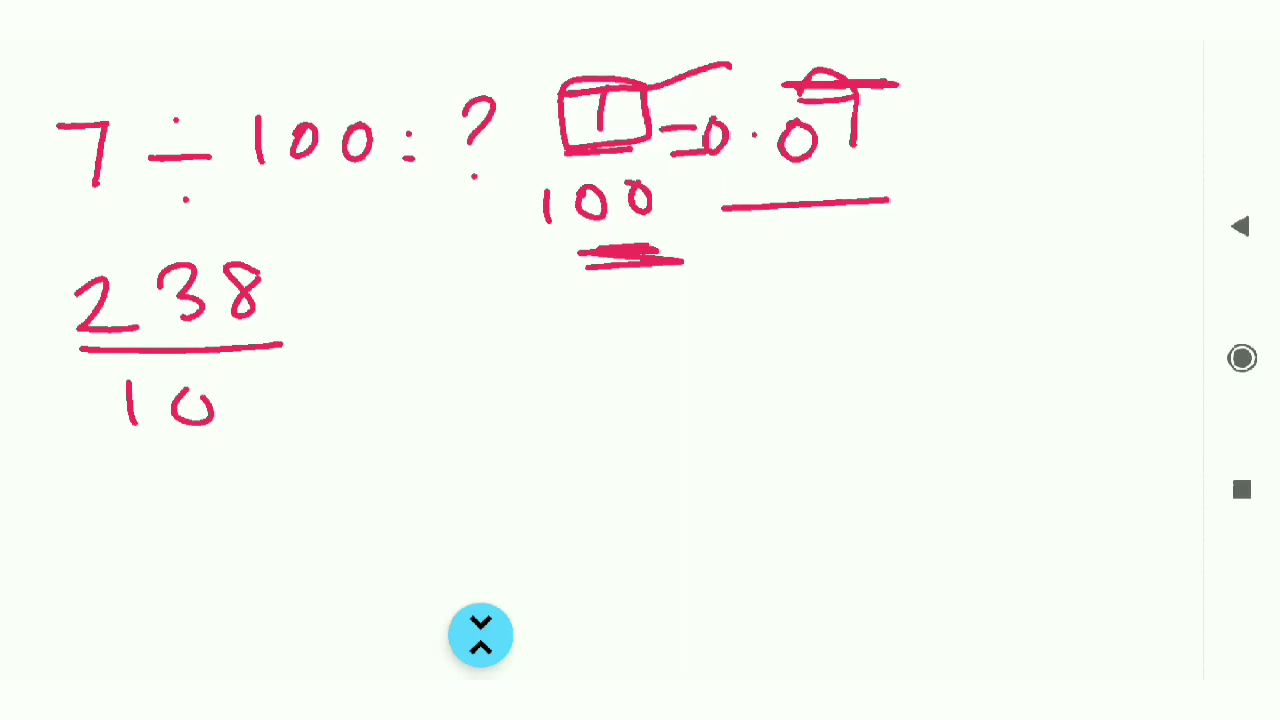 7 ÷ 100 = ? 7/100 = 0.07
238
10